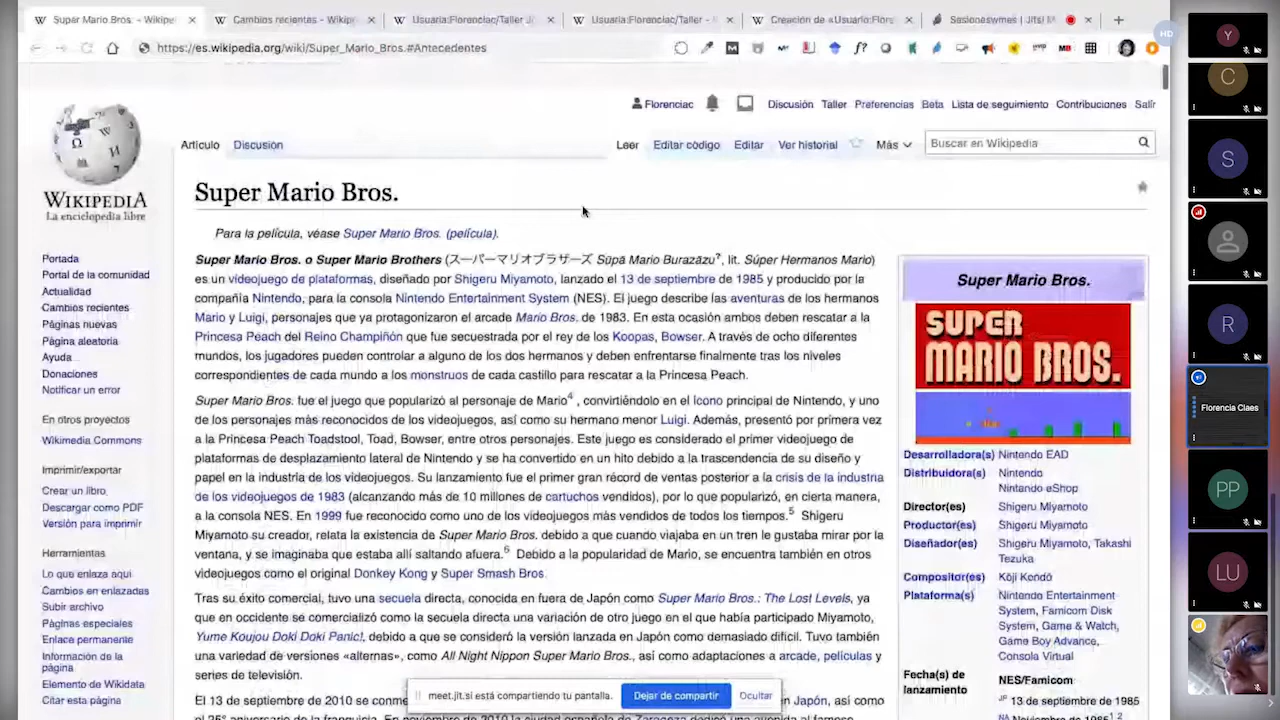 Super Mario Bros. – Wikipe
Cambios recientes - Wikip
Usuaria:Florenciac/Taller J
Usuaria:Florenciac/Taller -
Creación de «Usuario:Flors
Sesioneswmes | Jitsi M
https://es.wikipedia.org/wiki/Super_Mario_Bros.#Antecedentes
HD
Florenciac
Discusión Taller Preferencias Beta Lista de seguimiento Contribuciones Salir
Artículo Discusión
Leer Editar código Editar Ver historial Más
Buscar en Wikipedia
WIKIPEDIA
La enciclopedia libre
Portada
Portal de la comunidad
Actualidad
Cambios recientes
Páginas nuevas
Página aleatoria
Ayuda
Donaciones
Notificar un error
En otros proyectos
Wikimedia Commons
Imprimir/exportar
Crear un libro
Descargar como PDF
Versión para imprimir
Herramientas
Lo que enlaza aquí
Cambios en enlazadas
Subir archivo
Páginas especiales
Enlace permanente
Información de la
página
Elemento de Wikidata
Citar esta página
Super Mario Bros.
Para la película, véase Super Mario Bros. (película).
Super Mario Bros. o Super Mario Brothers (スーパーマリオブラザーズ Sūpā Mario Burazāzu?, lit. Súper Hermanos Mario)
es un videojuego de plataformas, diseñado por Shigeru Miyamoto, lanzado el 13 de septiembre de 1985 y producido por la
compañía Nintendo, para la consola Nintendo Entertainment System (NES). El juego describe las aventuras de los hermanos
Mario y Luigi, personajes que ya protagonizaron el arcade Mario Bros. de 1983. En esta ocasión ambos deben rescatar a la
Princesa Peach del Reino Champiñón que fue secuestrada por el rey de los Koopas, Bowser. A través de ocho diferentes
mundos, los jugadores pueden controlar a alguno de los dos hermanos y deben enfrentarse finalmente tras los niveles
correspondientes de cada mundo a los monstruos de cada castillo para rescatar a la Princesa Peach.
Super Mario Bros. fue el juego que popularizó al personaje de Mario4 , convirtiéndolo en el ícono principal de Nintendo, y uno
de los personajes más reconocidos de los videojuegos, así como su hermano menor Luigi. Además, presentó por primera vez
a la Princesa Peach Toadstool, Toad, Bowser, entre otros personajes. Este juego es considerado el primer videojuego de
plataformas de desplazamiento lateral de Nintendo y se ha convertido en un hito debido a la trascendencia de su diseño y
papel en la industria de los videojuegos. Su lanzamiento fue el primer gran récord de ventas posterior a la crisis de la industria
de los videojuegos de 1983 (alcanzando más de 10 millones de cartuchos vendidos), por lo que popularizó, en cierta manera,
a la consola NES. En 1999 fue reconocido como uno de los videojuegos más vendidos de todos los tiempos.5 Shigeru
Miyamoto su creador, relata la existencia de Super Mario Bros. debido a que cuando viajaba en un tren le gustaba mirar por la
ventana, y se imaginaba que estaba allí saltando afuera.6 Debido a la popularidad de Mario, se encuentra también en otros
videojuegos como el original Donkey Kong y Super Smash Bros.
Tras su éxito comercial, tuvo una secuela directa, conocida en fuera de Japón como Super Mario Bros.: The Lost Levels, ya
que en occidente se comercializó como la secuela directa una variación de otro juego en el que había participado Miyamoto,
Yume Koujou Doki Doki Panic!, debido a que se consideró la versión lanzada en Japón como demasiado difícil. Tuvo también
una variedad de versiones «alternas», como All Night Nippon Super Mario Bros., así como adaptaciones a arcade, películas y
series de televisión.
El 13 de septiembre de 2010 se conme
n Japón, así como
Super Mario Bros.
SUPER
MARIO BROS.
Desarrolladora(s) Nintendo EAD
Distribuidora(s) Nintendo
Nintendo eShop
Director(es) Shigeru Miyamoto
Productor(es) Shigeru Miyamoto
Diseñador(es) Shigeru Miyamoto, Takashi
Tezuka
Compositor(es) Kōji Kondō
Plataforma(s) Nintendo Entertainment
System, Famicom Disk
System, Game & Watch,
Game Boy Advance,
Consola Virtual
Fecha(s) de
lanzamiento
NES/Famicom
JP 13 de septiembre de 1985
meet.jit.si está compartiendo tu pantalla.
Dejar de compartir
Ocultar
Y
C
S
R
Florencia Claes
PP
LU